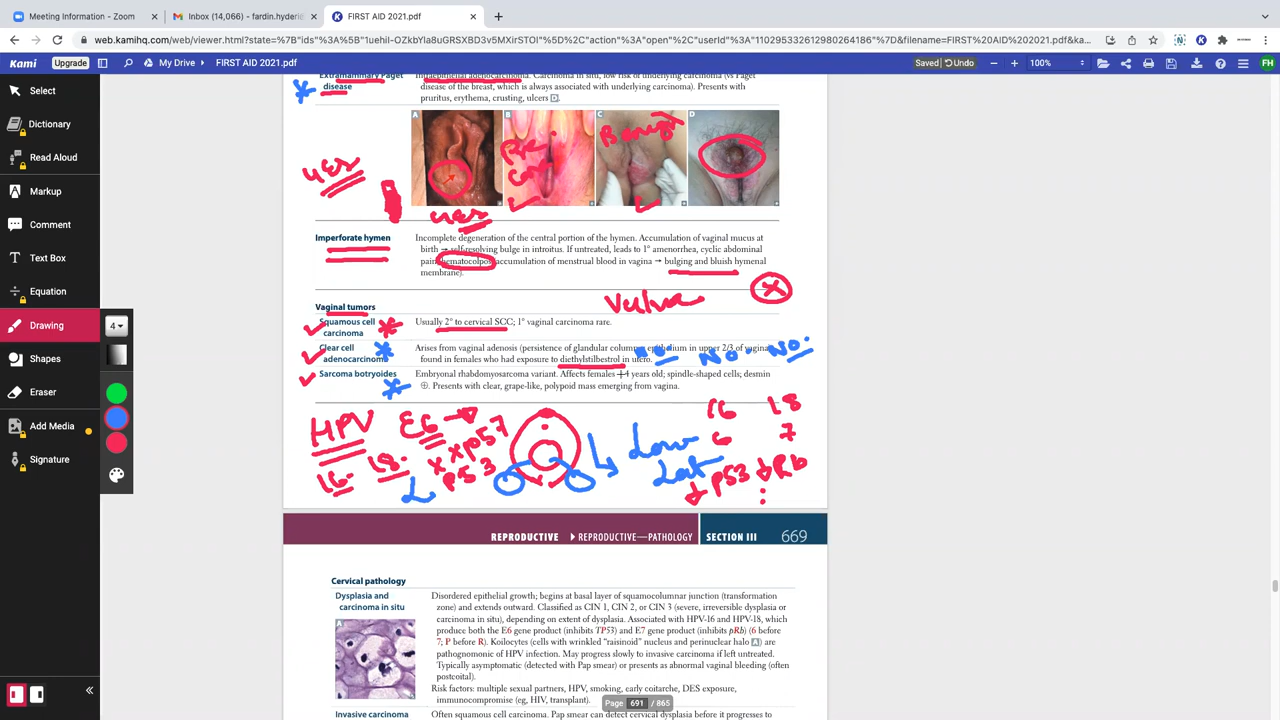 Meeting Information - Zoom
Inbox (14,066) - fardin.hyderi@
FIRST AID 2021.pdf
web.kamihq.com/web/viewer.html?state=%7B"ids"%3A%5B"1uehiI-OZkbYla8uGRSXBD3v5MXirSTOI"%5D%2C"action"%3A"open"%2C"userId"%3A"110295332612980264186"%7D&filename=FIRST%20AID%202021.pdf&ka...
Kami
Upgrade
My Drive
FIRST AID 2021.pdf
Saved
Undo
100%
FH
Select
Dictionary
Read Aloud
Markup
Comment
Text Box
Equation
Drawing
Shapes
Eraser
Add Media
Signature
4
Extramammary Paget
disease
Intraepithelial adenocarcinoma. Carcinoma in situ, low risk of underlying carcinoma (vs Paget
disease of the breast, which is always associated with underlying carcinoma). Presents with
pruritus, erythema, crusting, ulcers D.
A
B
C
D
Yes
Imperforate hymen
Incomplete degeneration of the central portion of the hymen. Accumulation of vaginal mucus at
birth → self-resolving bulge in introitus. If untreated, leads to 1° amenorrhea, cyclic abdominal
pain, hematocolpos (accumulation of menstrual blood in vagina → bulging and bluish hymenal
membrane).
Vulva
Vaginal tumors
Squamous cell
carcinoma
Usually 2° to cervical SCC; 1° vaginal carcinoma rare.
Clear cell
adenocarcinoma
Arises from vaginal adenosis (persistence of glandular columnar epithelium in upper 2/3 of vagina),
found in females who had exposure to diethylstilbestrol in utero.
No. No. No.
Sarcoma botryoides
Embryonal rhabdomyosarcoma variant. Affects females <4 years old; spindle-shaped cells; desmin
⊕. Presents with clear, grape-like, polypoid mass emerging from vagina.
HPV
16 18
E6 →
x p57
x p53
L
Low
Lat
16 18
6 7
↓ p53 ↓ Rb
REPRODUCTIVE
▶ REPRODUCTIVE—PATHOLOGY
SECTION III
669
Cervical pathology
Dysplasia and
carcinoma in situ
Disordered epithelial growth; begins at basal layer of squamocolumnar junction (transformation
zone) and extends outward. Classified as CIN 1, CIN 2, or CIN 3 (severe, irreversible dysplasia or
carcinoma in situ), depending on extent of dysplasia. Associated with HPV-16 and HPV-18, which
produce both the E6 gene product (inhibits TP53) and E7 gene product (inhibits pRb) (6 before
7; P before R). Koilocytes (cells with wrinkled "raisinoid" nucleus and perinuclear halo A) are
pathognomonic of HPV infection. May progress slowly to invasive carcinoma if left untreated.
Typically asymptomatic (detected with Pap smear) or presents as abnormal vaginal bleeding (often
postcoital).
Risk factors: multiple sexual partners, HPV, smoking, early coitarche, DES exposure,
immunocompromise (eg, HIV, transplant).
A
Page 691 / 865
Invasive carcinoma
Often squamous cell carcinoma. Pap smear can detect cervical dysplasia before it progresses to